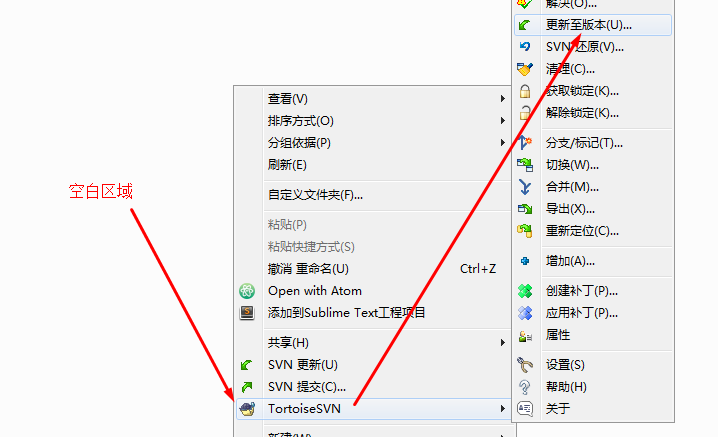 空白区域
查看(V)
排序方式(O)
分组依据(P)
刷新(E)
自定义文件夹(F)...
粘贴(P)
粘贴快捷方式(S)
撤消 重命名(U) Ctrl+Z
Open with Atom
添加到Sublime Text工程项目
共享(H)
SVN 更新(U)
SVN 提交(C)...
TortoiseSVN
新建(W)
解决(O)...
更新至版本(U)...
SVN 还原(V)...
清理(C)...
获取锁定(K)...
解除锁定(K)...
分支/标记(T)...
切换(W)...
合并(M)...
导出(X)...
重新定位(C)...
增加(A)...
创建补丁(P)...
应用补丁(P)...
属性
设置(S)
帮助(H)
关于